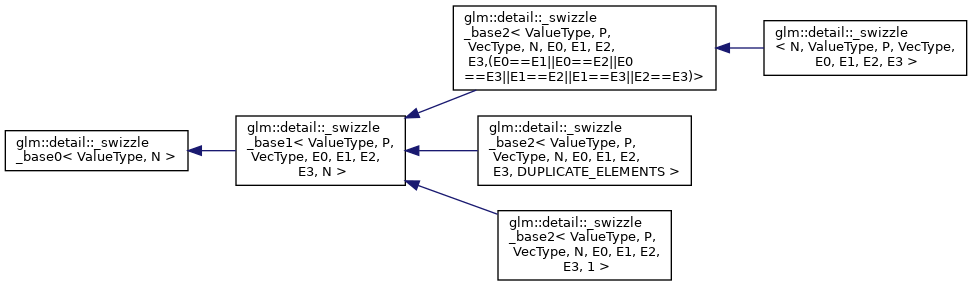 glm::detail::_swizzle
_base0< ValueType, N >
glm::detail::_swizzle
_base1< ValueType, P,
VecType, E0, E1, E2,
E3, N >
glm::detail::_swizzle
_base2< ValueType, P,
VecType, N, E0, E1, E2,
E3,(E0==E1||E0==E2||E0
==E3||E1==E2||E1==E3||E2==E3)>
glm::detail::_swizzle
< N, ValueType, P, VecType,
E0, E1, E2, E3 >
glm::detail::_swizzle
_base2< ValueType, P,
VecType, N, E0, E1, E2,
E3, DUPLICATE_ELEMENTS >
glm::detail::_swizzle
_base2< ValueType, P,
VecType, N, E0, E1, E2,
E3, 1 >